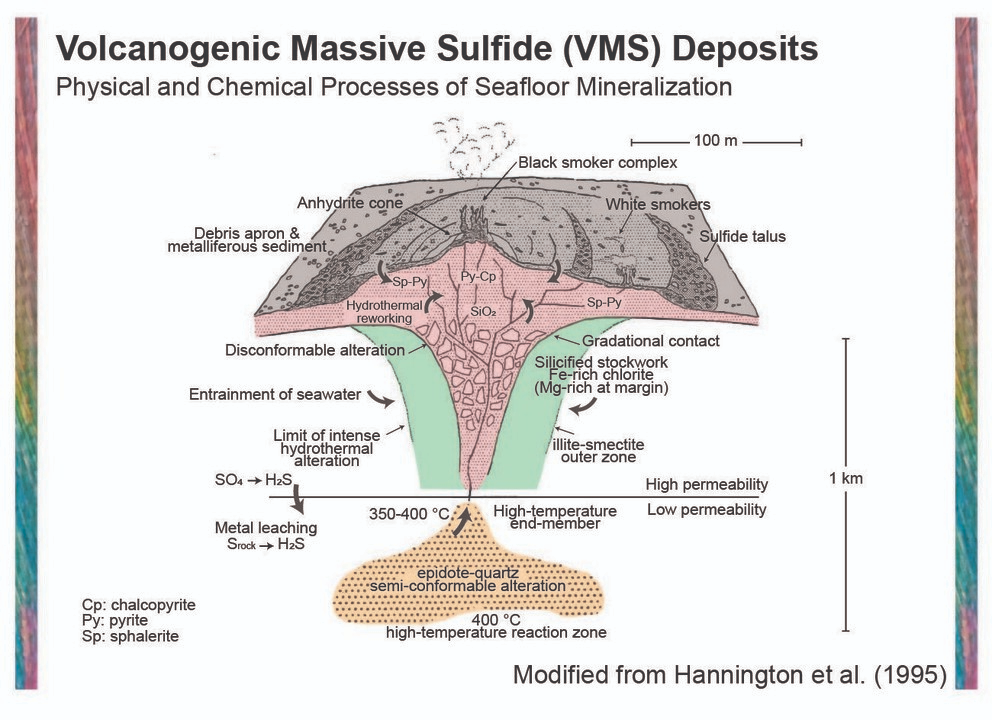 Volcanogenic Massive Sulfide (VMS) Deposits
Physical and Chemical Processes of Seafloor Mineralization
100 m
Black smoker complex
Anhydrite cone
White smokers
Debris apron &
metalliferous sediment
Sulfide talus
Sp-Py
Py-Cp
Sp-Py
Hydrothermal
reworking
SiO₂
Disconformable alteration
Gradational contact
Silicified stockwork
Fe-rich chlorite
(Mg-rich at margin)
Entrainment of seawater
Limit of intense
hydrothermal
alteration
illite-smectite
outer zone
SO₄ → H₂S
High permeability
1 km
350-400 °C
High-temperature
end-member
Low permeability
Metal leaching
Srock → H₂S
epidote-quartz
semi-conformable alteration
400 °C
high-temperature reaction zone
Cp: chalcopyrite
Py: pyrite
Sp: sphalerite
Modified from Hannington et al. (1995)